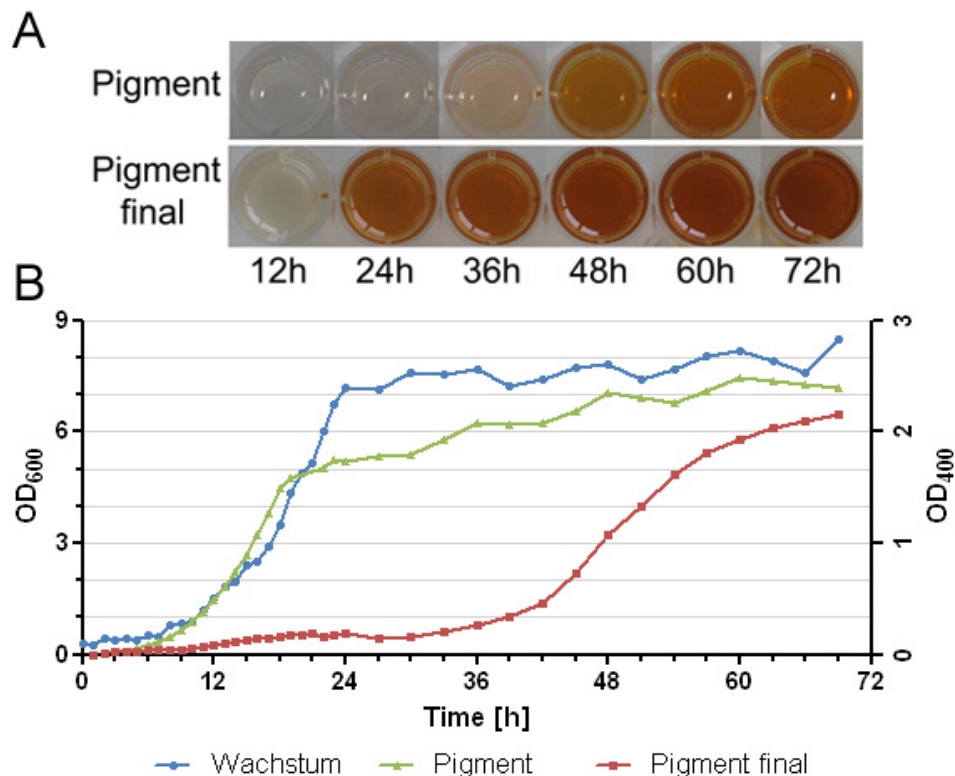 A
Pigment
Pigment
final
12h 24h 36h 48h 60h 72h
B
9 3
6 2
3 1
0 0
OD600
OD400
0 12 24 36 48 60 72
Time [h]
Wachstum Pigment Pigment final